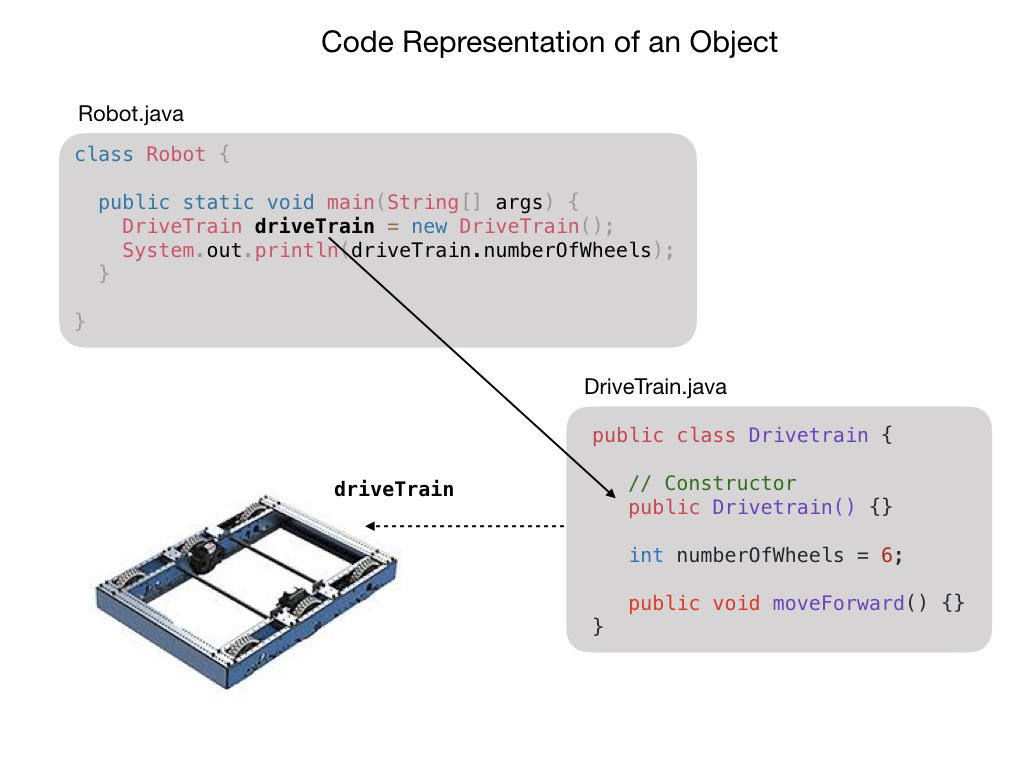 Code Representation of an Object
Robot.java
class Robot {
public static void main(String[] args) {
DriveTrain driveTrain = new DriveTrain();
System.out.println(driveTrain.numberOfWheels);
}
}
DriveTrain.java
public class Drivetrain {
// Constructor
public Drivetrain() {}
int numberOfWheels = 6;
public void moveForward() {}
}
driveTrain